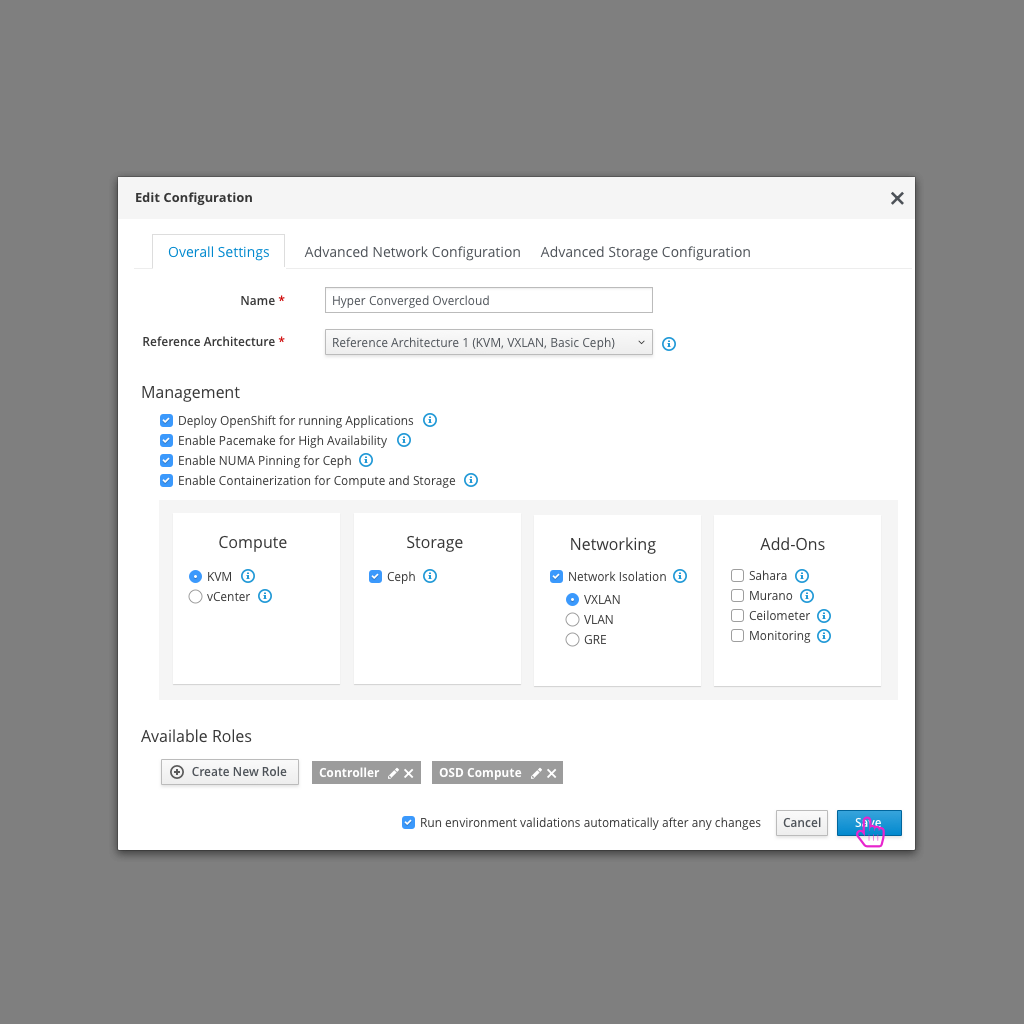 Edit Configuration
Overall Settings Advanced Network Configuration Advanced Storage Configuration
Name * Hyper Converged Overcloud
Reference Architecture * Reference Architecture 1 (KVM, VXLAN, Basic Ceph)
Management
Deploy OpenShift for running Applications
Enable Pacemake for High Availability
Enable NUMA Pinning for Ceph
Enable Containerization for Compute and Storage
Compute
KVM
vCenter
Storage
Ceph
Networking
Network Isolation
VXLAN
VLAN
GRE
Add-Ons
Sahara
Murano
Ceilometer
Monitoring
Available Roles
Create New Role Controller OSD Compute
Run environment validations automatically after any changes Cancel Save